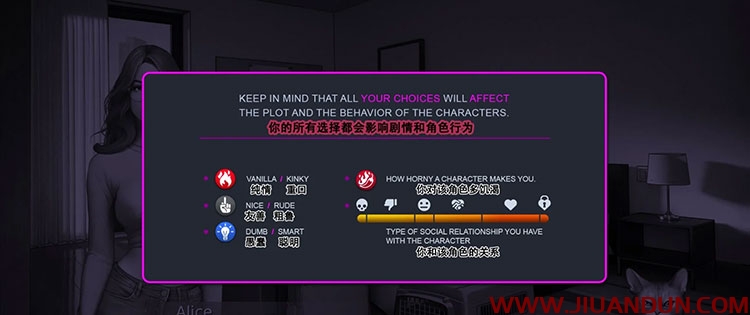 KEEP IN MIND THAT ALL YOUR CHOICES WILL AFFECT
THE PLOT AND THE BEHAVIOR OF THE CHARACTERS.
你的所有选择都会影响剧情和角色行为
VANILLA / KINKY
纯情 重口
NICE / RUDE
友善 粗鲁
DUMB / SMART
愚蠢 聪明
HOW HORNY A CHARACTER MAKES YOU.
你对该角色多饥渴
TYPE OF SOCIAL RELATIONSHIP YOU HAVE
WITH THE CHARACTER
你和该角色的关系
Alice
WWW.JIUANDUN.COM